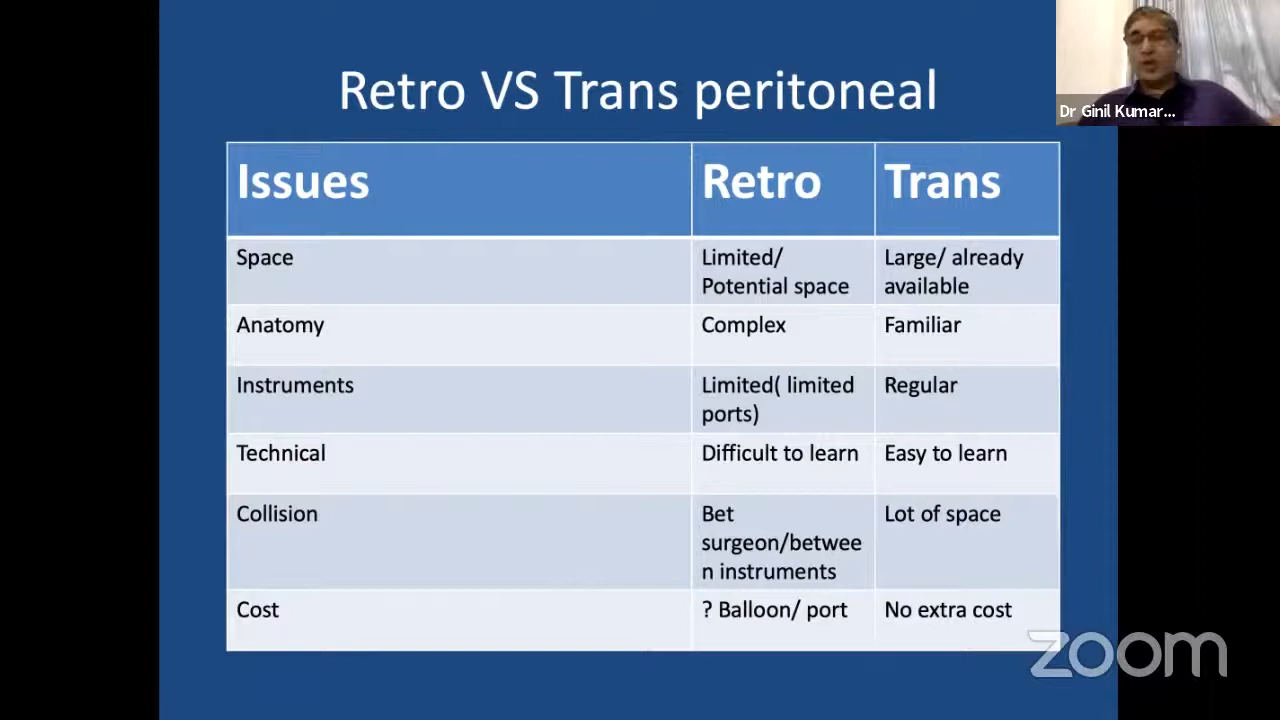 Retro VS Trans peritoneal
Dr Ginil Kumar...
Issues Retro Trans
Space Limited/ Large/ already
Potential space available
Anatomy Complex Familiar
Instruments Limited( limited Regular
ports)
Technical Difficult to learn Easy to learn
Collision Bet Lot of space
surgeon/betwee
n instruments
Cost ? Balloon/ port No extra cost
zoom